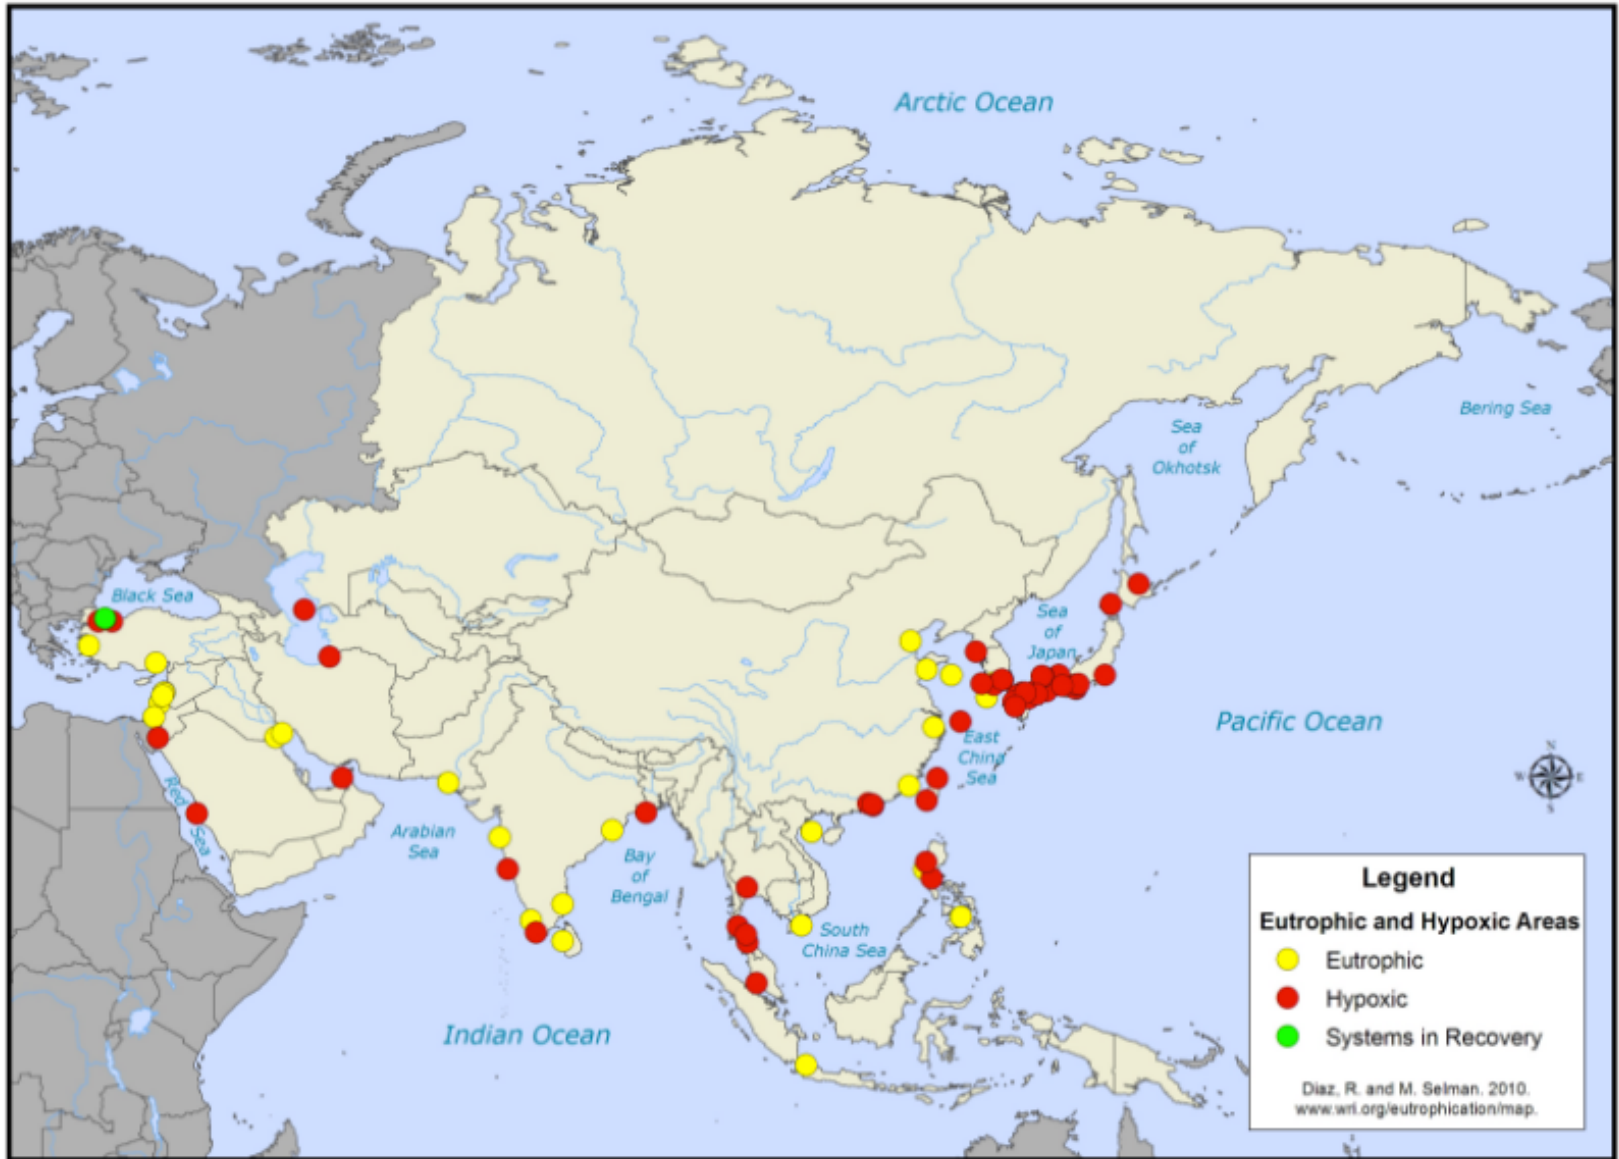 Arctic Ocean
Bering Sea
Sea
of
Okhotsk
Black Sea
Sea
of
Japan
Pacific Ocean
East
China
Sea
Red Sea
Arabian
Sea
Bay
of
Bengal
South
China Sea
Indian Ocean
N
W
E
S
Legend
Eutrophic and Hypoxic Areas
Eutrophic
Hypoxic
Systems in Recovery
Diaz, R. and M. Selman. 2010.
www.wri.org/eutrophication/map.